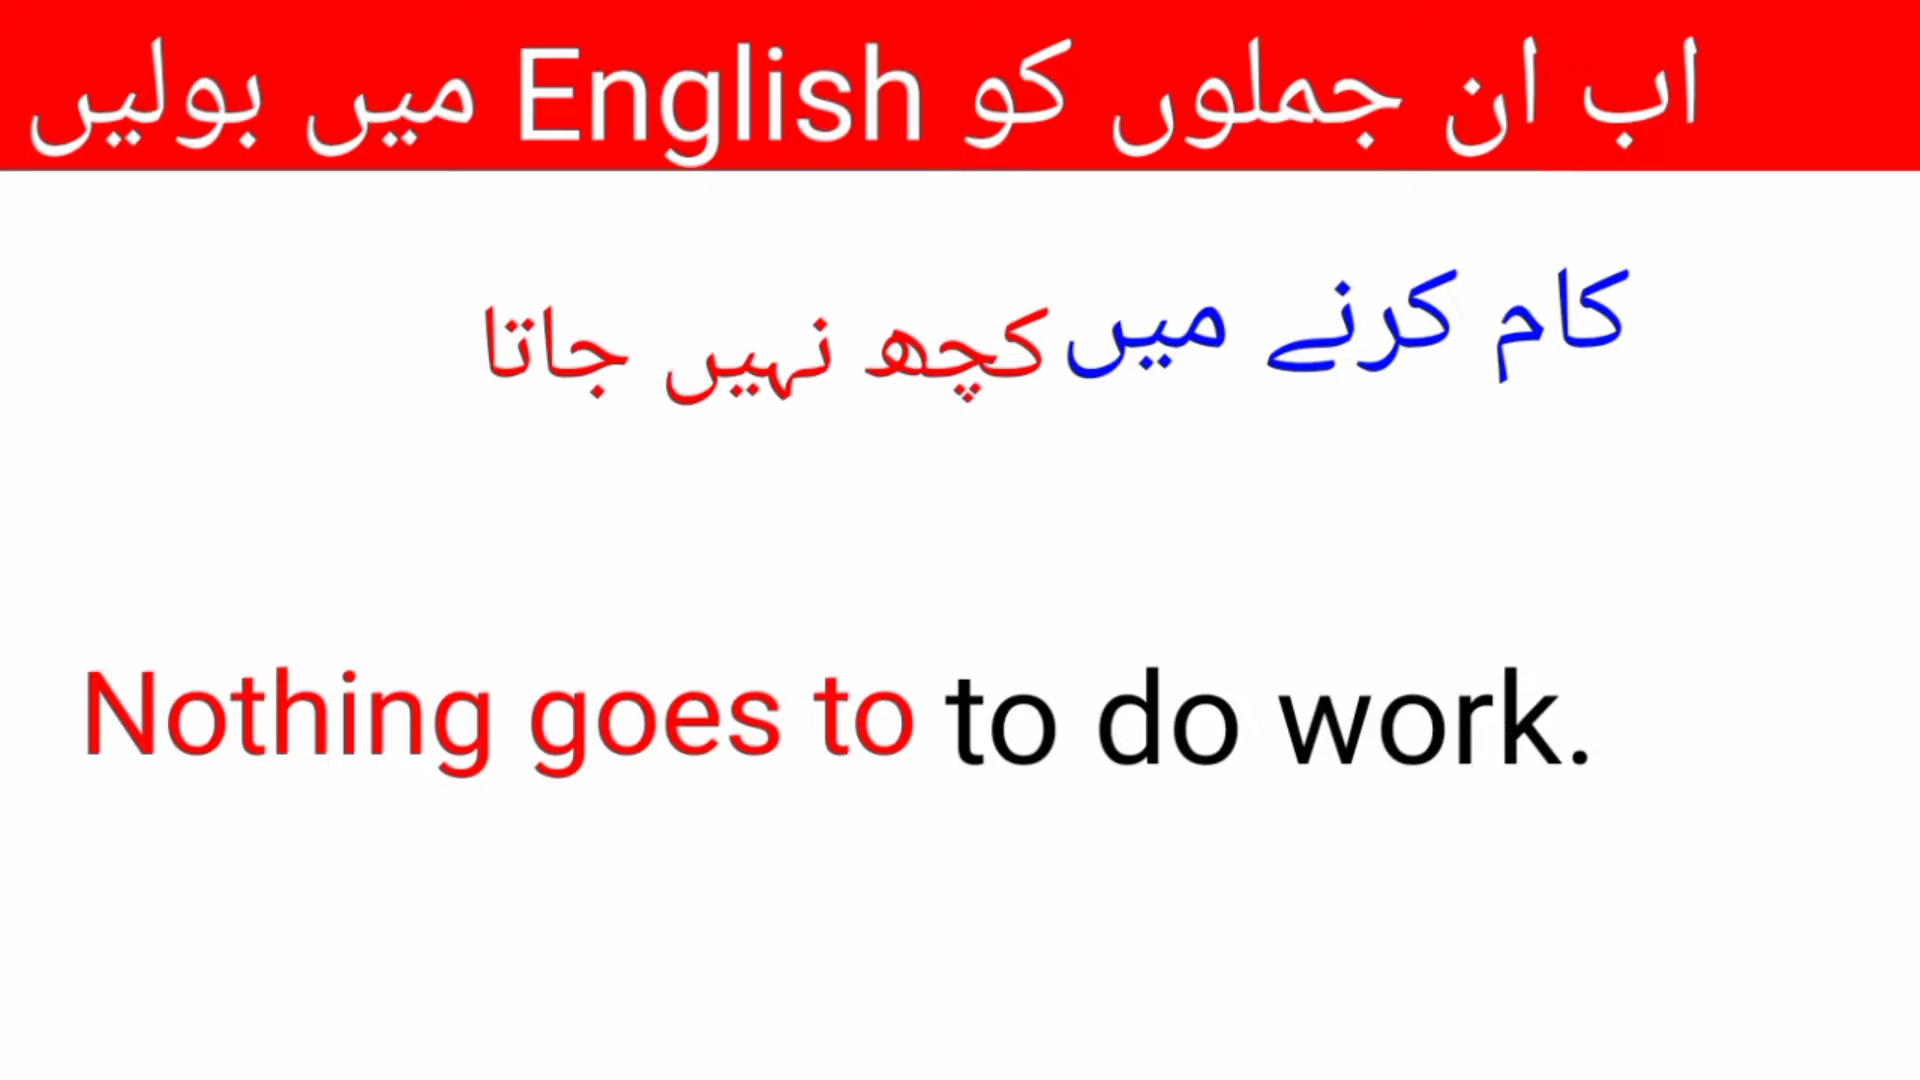 اب ان جملوں کو English میں بولیں
کام کرنے میں کچھ نہیں جاتا
Nothing goes to to do work.